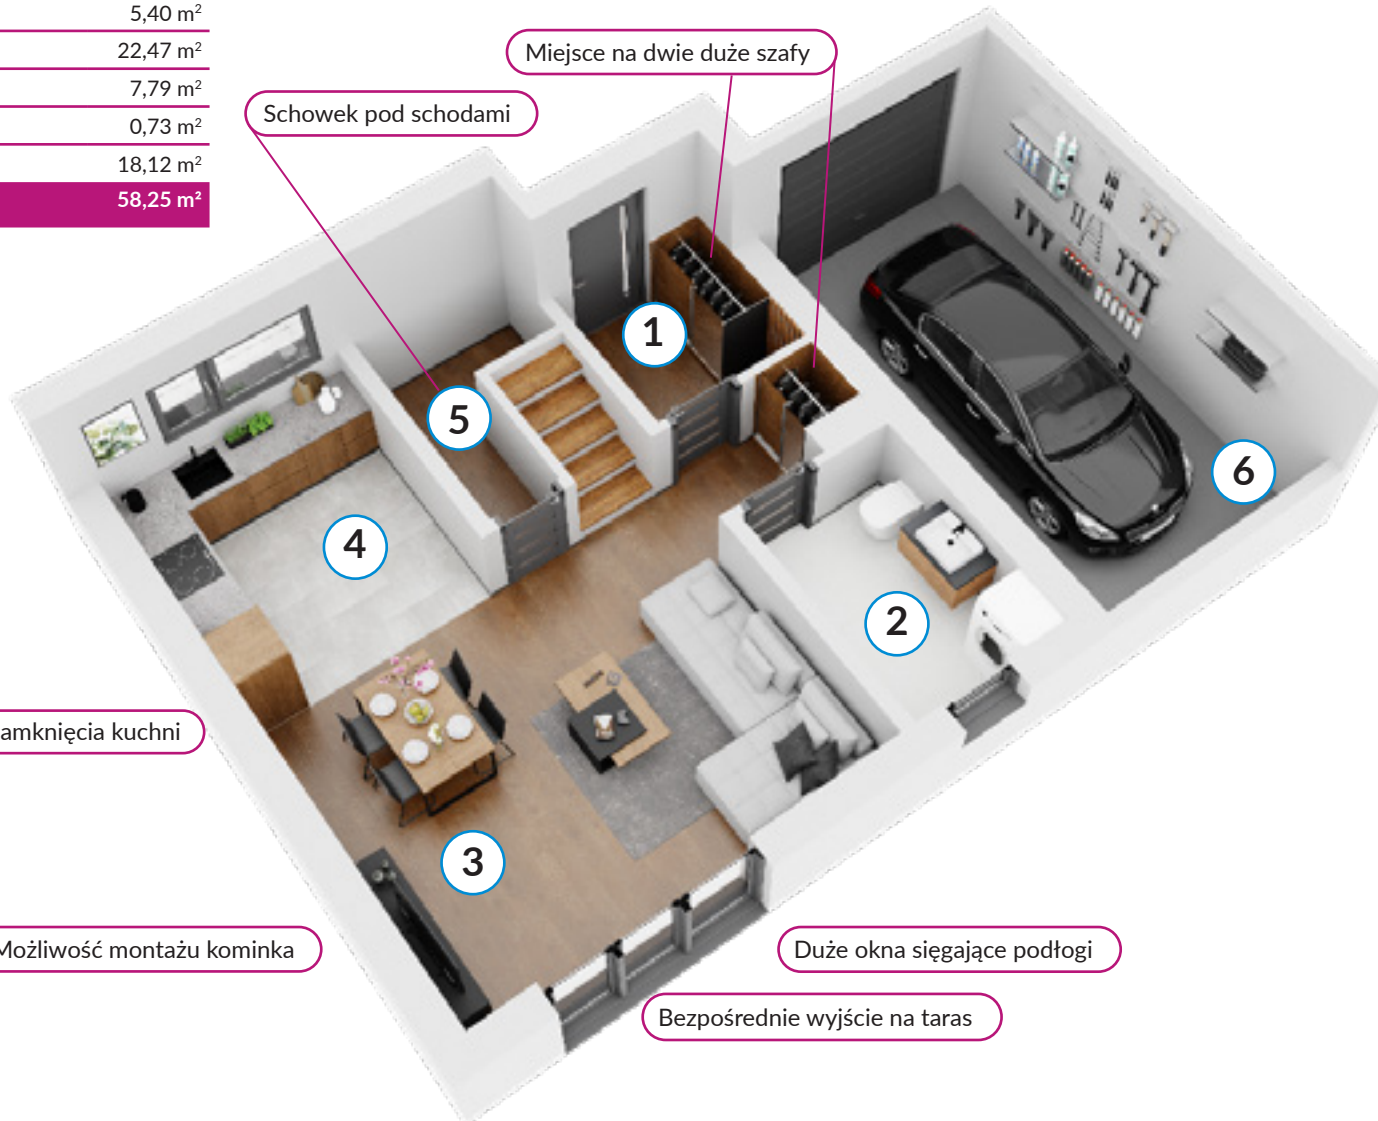 5,40 m²
22,47 m²
7,79 m²
0,73 m²
18,12 m²
58,25 m²
Miejsce na dwie duże szafy
Schowek pod schodami
1
5
6
4
2
amknięcia kuchni
3
Możliwość montażu kominka
Duże okna sięgające podłogi
Bezpośrednie wyjście na taras